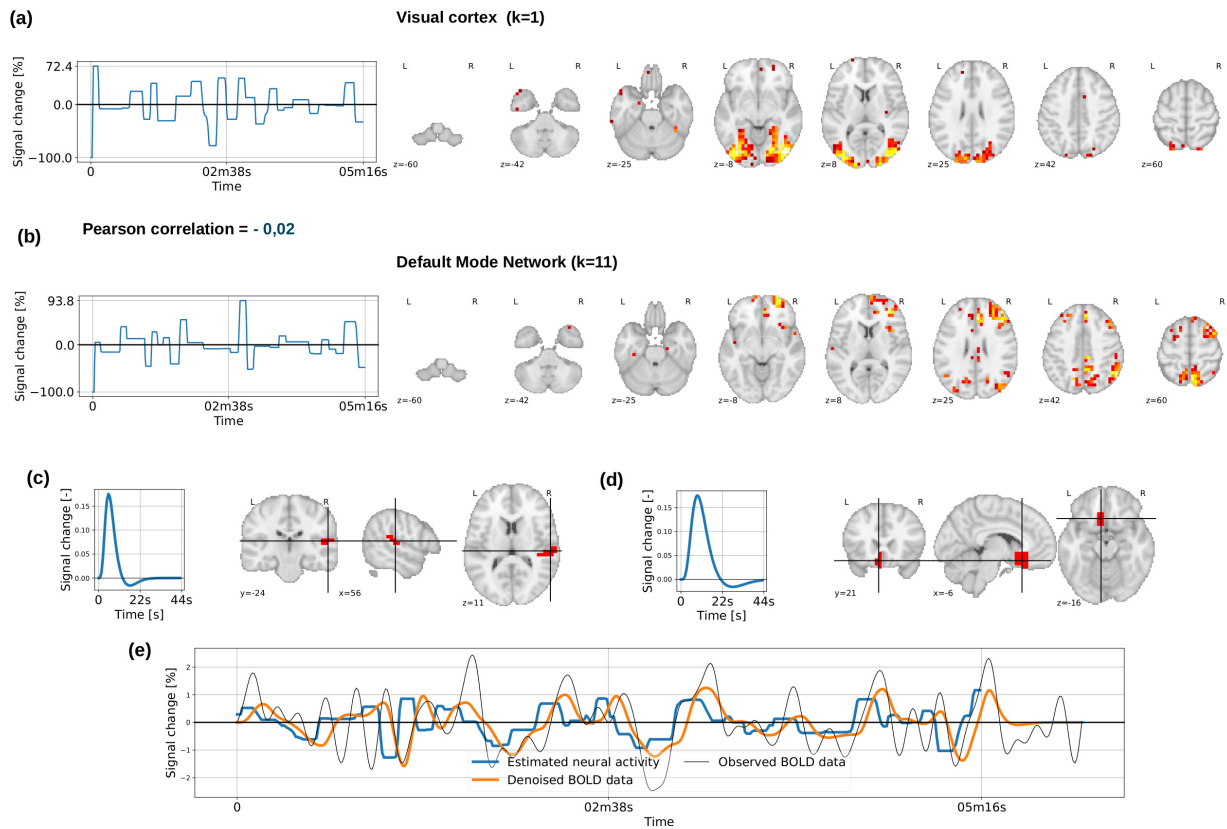 (a)
Visual cortex (k=1)
Signal change [%]
72.4
0.0
−100.0
0
02m38s
05m16s
Time
L R
z=-60
L R
z=-42
L R
z=-25
L R
z=-8
L R
z=8
L R
z=25
L R
z=42
L R
z=60
Pearson correlation = - 0,02
(b)
Default Mode Network (k=11)
Signal change [%]
93.8
0.0
−100.0
0
02m38s
05m16s
Time
L R
z=-60
L R
z=-42
L R
z=-25
L R
z=-8
L R
z=8
L R
z=25
L R
z=42
L R
z=60
(c)
Signal change [-]
0.15
0.10
0.05
0.00
0
22s
44s
Time [s]
L R
y=-24
x=56
L R
z=11
(d)
Signal change [-]
0.15
0.10
0.05
0.00
0
22s
44s
Time [s]
L R
y=21
x=-6
L R
z=-16
(e)
Signal change [%]
2
1
0
−1
−2
Estimated neural activity
Denoised BOLD data
Observed BOLD data
0
02m38s
05m16s
Time